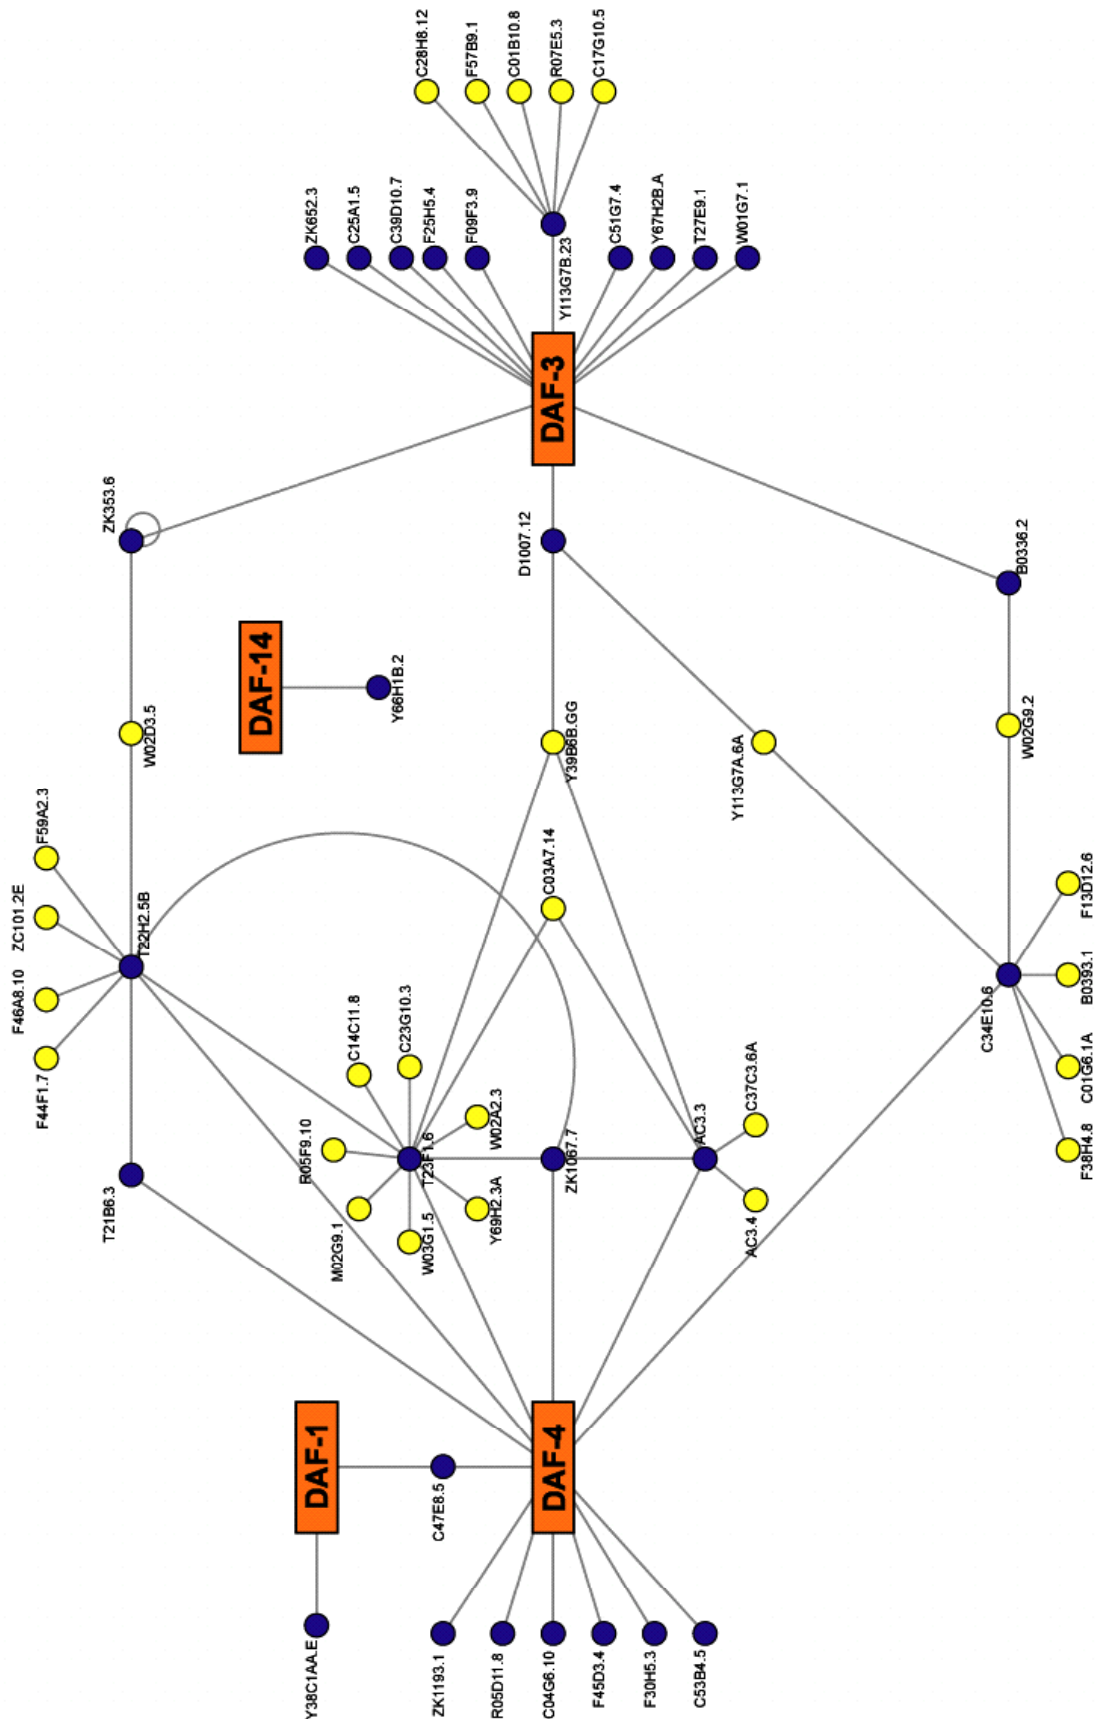 C28H8.12
F57B9.1
C01B10.8
R07E5.3
C17G10.5
ZK652.3
C25A1.5
C39D10.7
F25H5.4
F09F3.9
Y113G7B.23
C51G7.4
Y67H2B.A
T27E9.1
W01G7.1
DAF-3
ZK353.6
D1007.12
B0336.2
DAF-14
Y66H1B.2
W02D3.5
Y39B6B.GG
Y113G7A.6A
W02G9.2
F59A2.3
ZC101.2E
F46A8.10
F44F1.7
T22H2.5B
C03A7.14
F13D12.6
B0393.1
C01G6.1A
F38H4.8
C34E10.6
C14C11.8
C23G10.3
R05F9.10
W02A2.3
T23F1.6
M02G9.1
W03G1.5
Y69H2.3A
ZK1067.7
AC3.3
C37C3.6A
AC3.4
T21B6.3
DAF-1
DAF-4
C47E8.5
Y38C1AA.E
ZK1193.1
R05D11.8
C04G6.10
F45D3.4
F30H5.3
C53B4.5